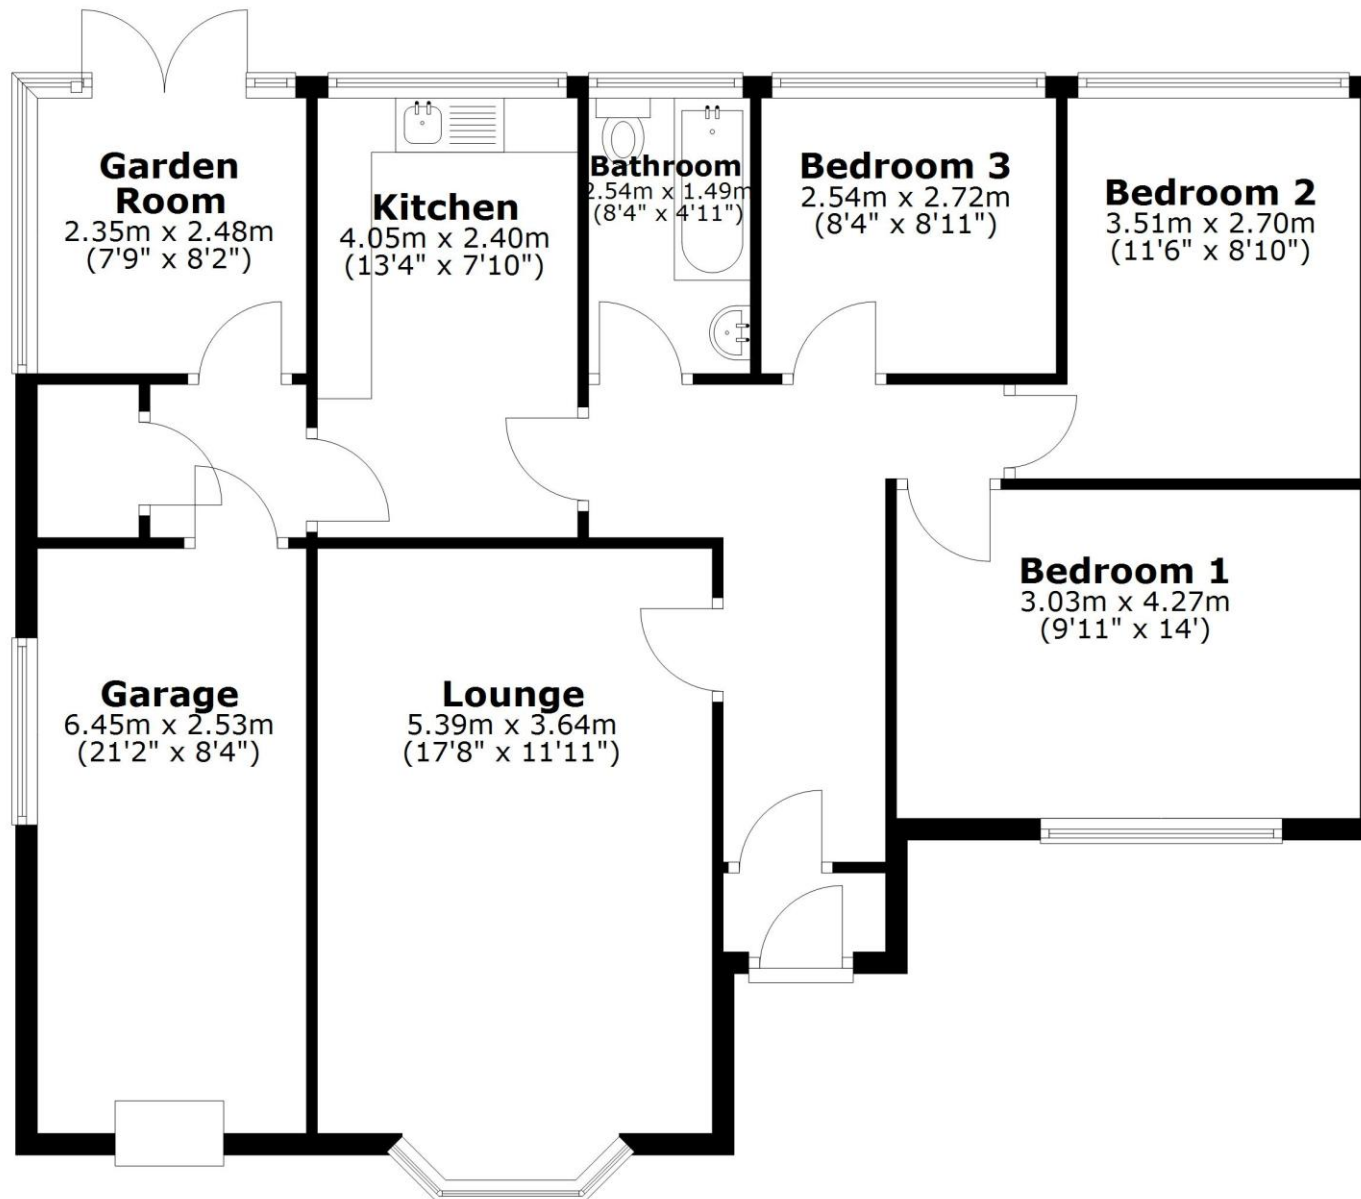 Garden
Room
2.35m x 2.48m
(7'9" x 8'2")
Kitchen
4.05m x 2.40m
(13'4" x 7'10")
Bathroom
2.54m x 1.49m
(8'4" x 4'11")
Bedroom 3
2.54m x 2.72m
(8'4" x 8'11")
Bedroom 2
3.51m x 2.70m
(11'6" x 8'10")
Bedroom 1
3.03m x 4.27m
(9'11" x 14')
Garage
6.45m x 2.53m
(21'2" x 8'4")
Lounge
5.39m x 3.64m
(17'8" x 11'11")